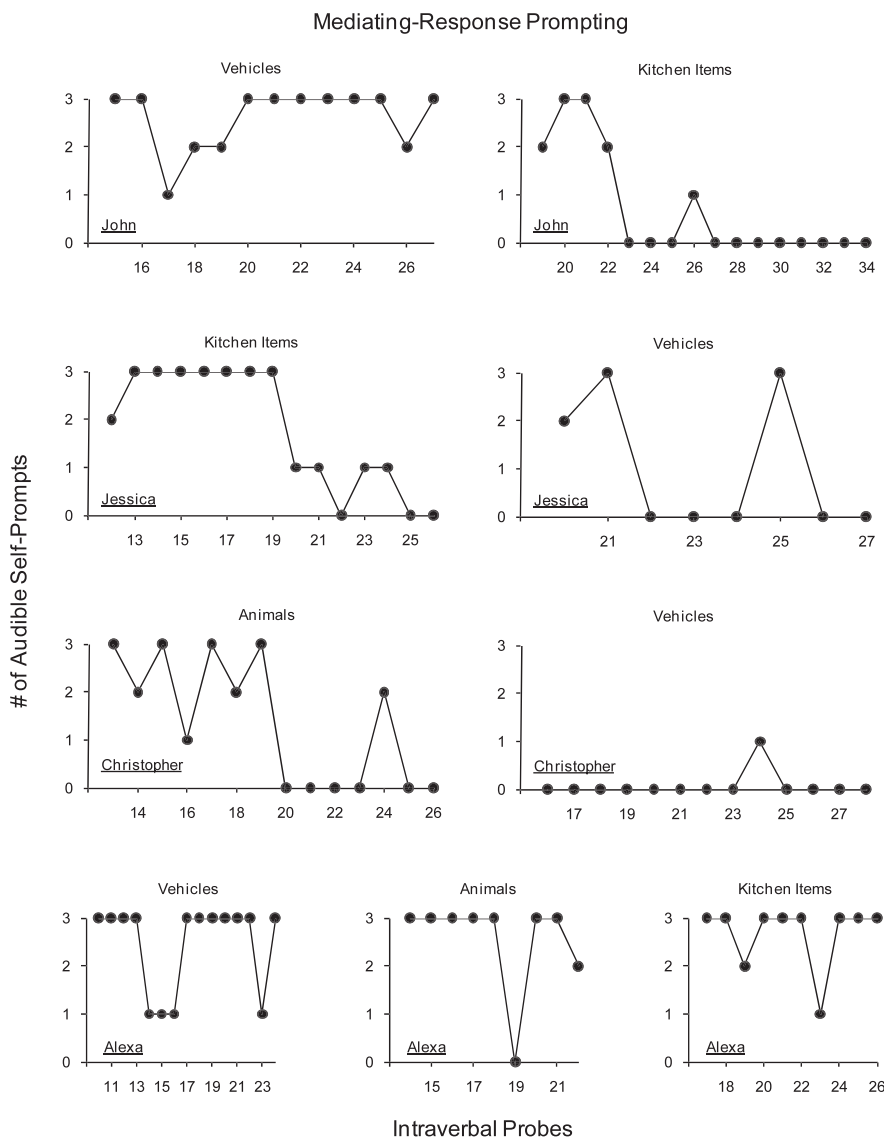 Mediating-Response Prompting
Vehicles
3
2
1
0
John
16 18 20 22 24 26
Kitchen Items
3
2
1
0
John
20 22 24 26 28 30 32 34
Kitchen Items
3
2
1
0
Jessica
13 15 17 19 21 23 25
Vehicles
3
2
1
0
Jessica
21 23 25 27
# of Audible Self-Prompts
Animals
3
2
1
0
Christopher
14 16 18 20 22 24 26
Vehicles
3
2
1
0
Christopher
17 19 21 23 25 27
Vehicles
3
2
1
0
Alexa
11 13 15 17 19 21 23
Animals
3
2
1
0
Alexa
15 17 19 21
Kitchen Items
3
2
1
0
Alexa
18 20 22 24 26
Intraverbal Probes